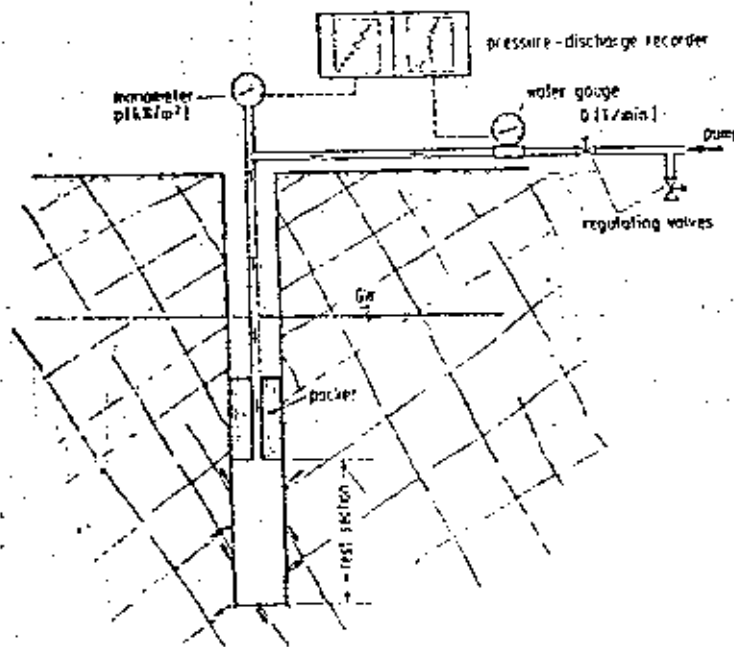 pressure-discharge recorder
manometer
p[kN/m²]
water gauge
Q [l/min]
pump
regulating valves
GW
packer
test section